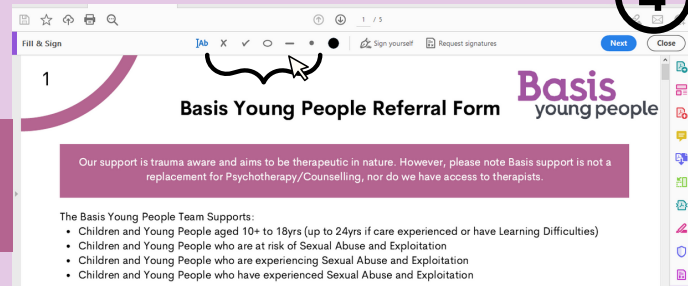 4
1 / 3
Fill & Sign
Ab
Sign yourself
Request signatures
Next
Close
1
Basis Young People Referral Form
Basis
young people
Our support is trauma aware and aims to be therapeutic in nature. However, please note Basis support is not a
replacement for Psychotherapy/Counselling, nor do we have access to therapists.
The Basis Young People Team Supports:
• Children and Young People aged 10+ to 18yrs (up to 24yrs if care experienced or have Learning Difficulties)
• Children and Young People who are at risk of Sexual Abuse and Exploitation
• Children and Young People who are experiencing Sexual Abuse and Exploitation
• Children and Young People who have experienced Sexual Abuse and Exploitation